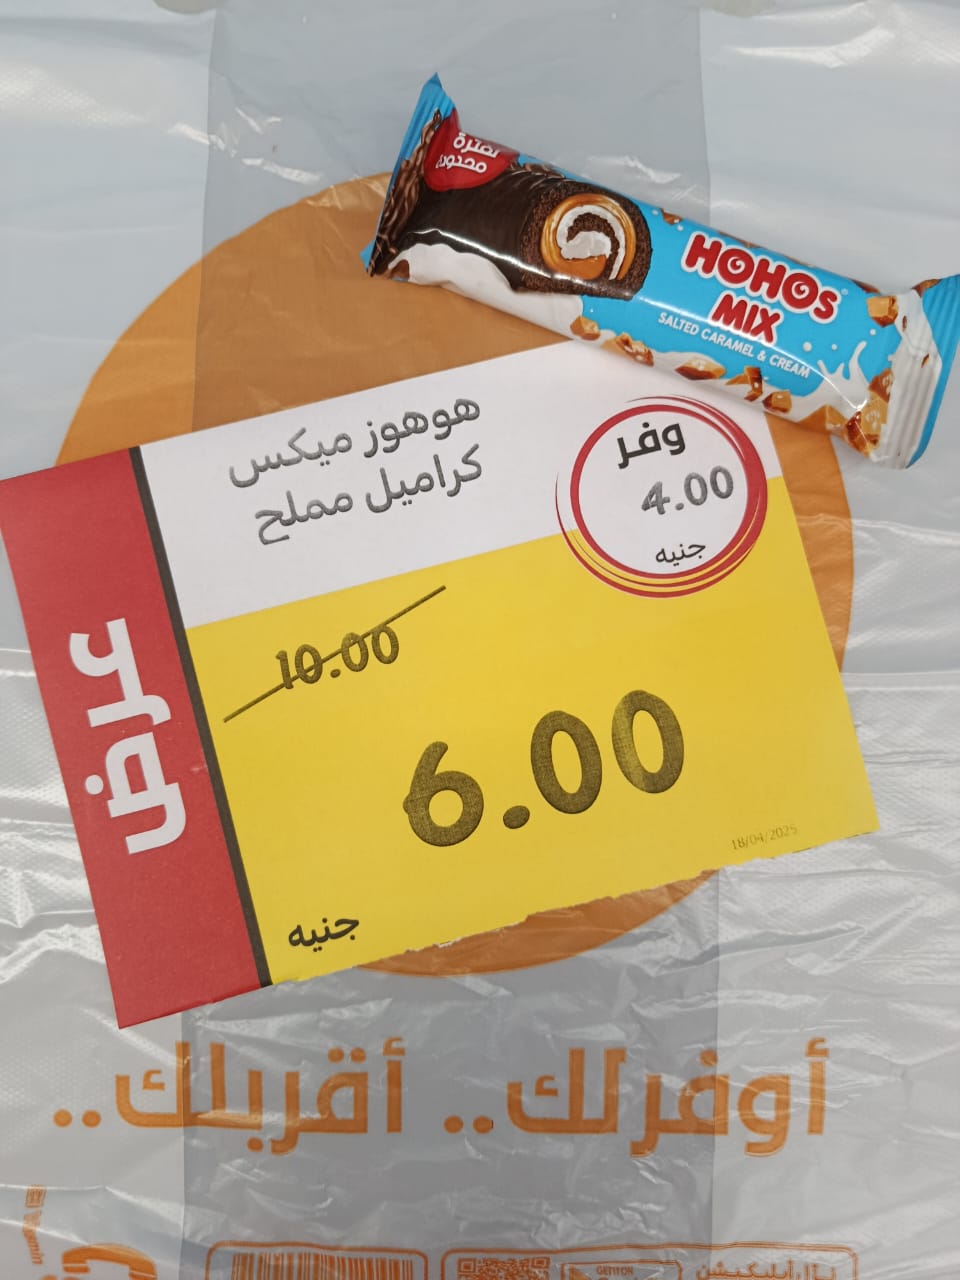 لفترة
محدودة
HOHOs
MIX
SALTED CARAMEL & CREAM
هوهوز ميكس
كراميل مملح
وفر
4.00
جنيه
عرض
10.00
6.00
جنيه
18/04/2025
أوفرلك.. أقربلك..